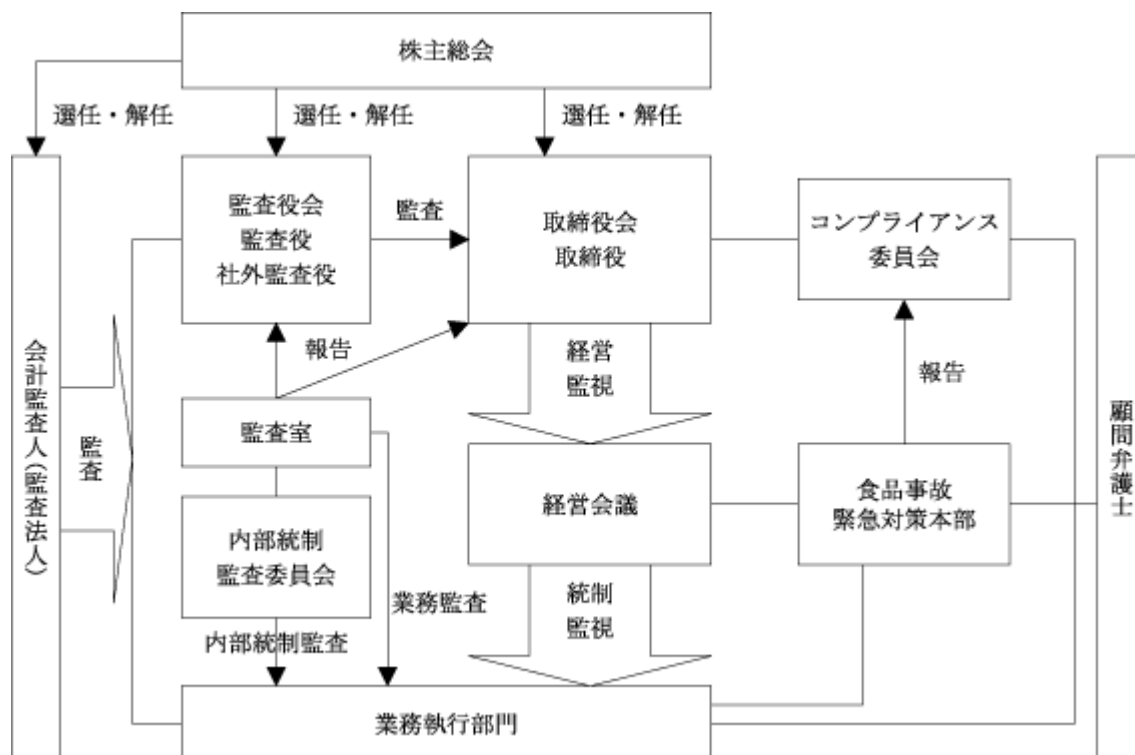 株主総会
選任・解任
選任・解任
選任・解任
監査役会
監査役
社外監査役
監査
取締役会
取締役
コンプライアンス
委員会
報告
経営
監視
報告
会計監査人(監査法人)
監査
監査室
経営会議
食品事故
緊急対策本部
顧問弁護士
内部統制
監査委員会
業務監査
統制
監視
内部統制監査
業務執行部門